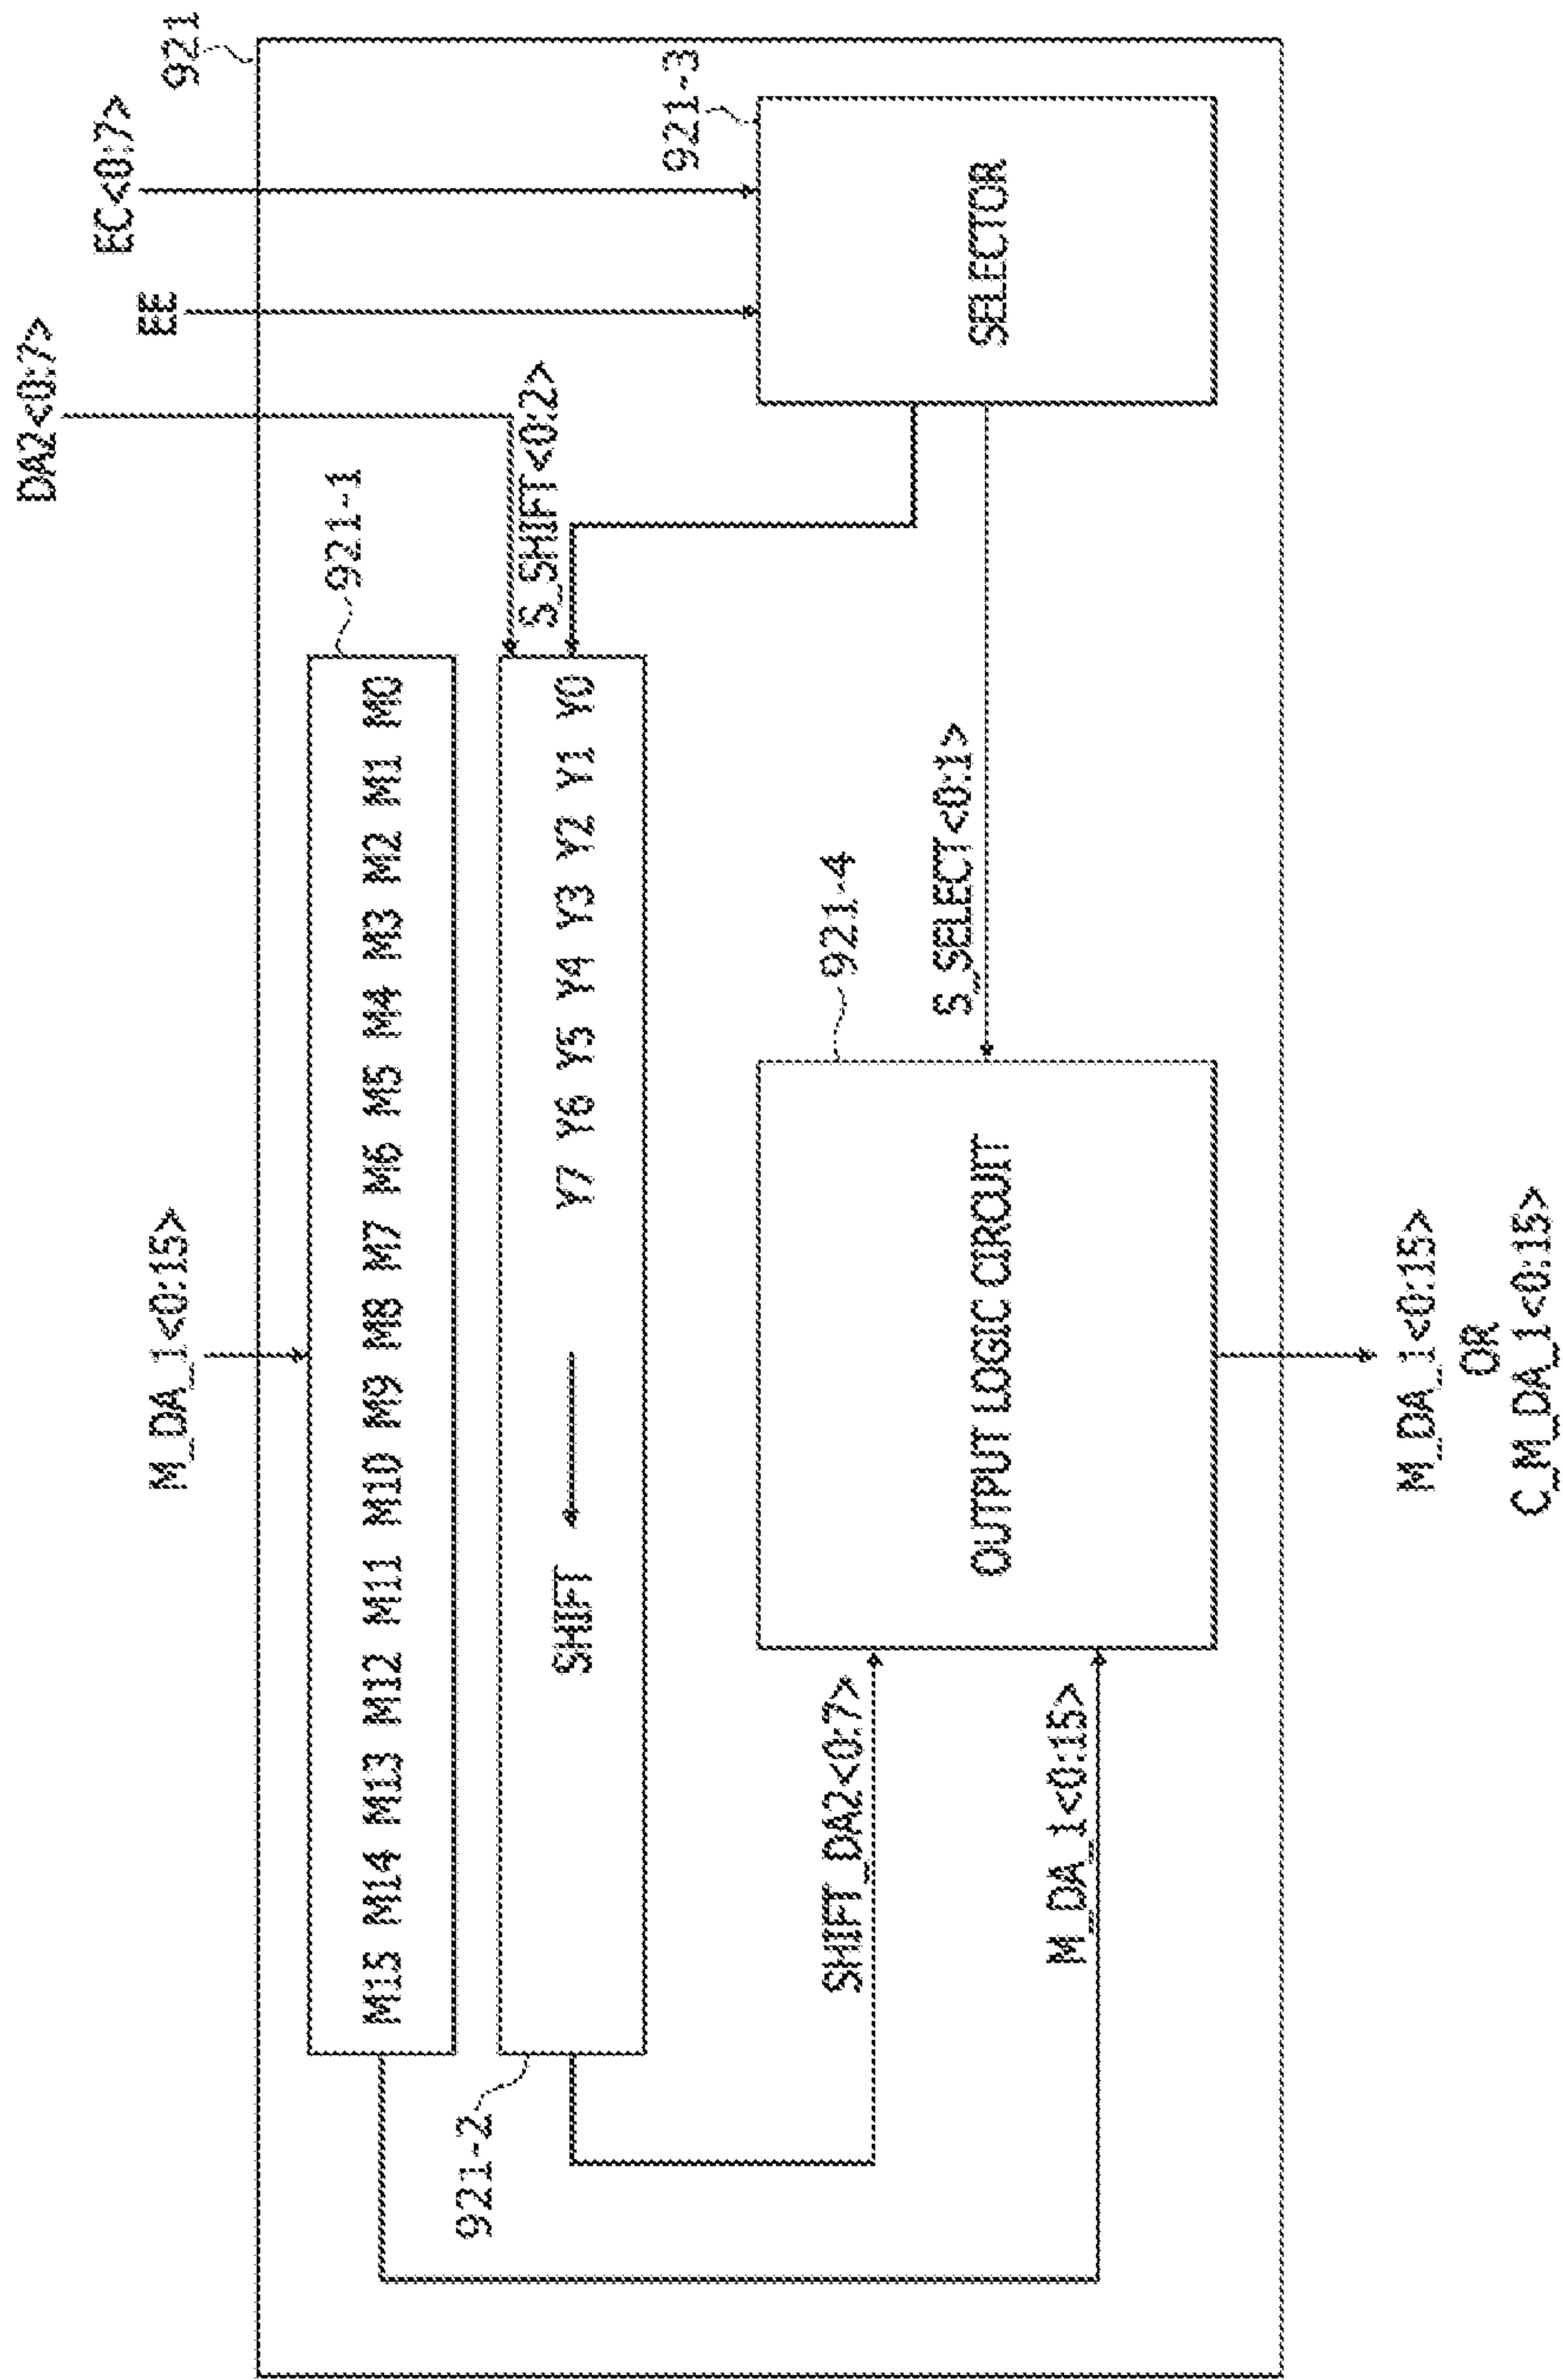 921
EC<0:7>
EE
DA2<0:7>
M_DA_1<0:15>
921-1
M15 M14 M13 M12 M11 M10 M9 M8 M7 M6 M5 M4 M3 M2 M1 M0
S_SHIFT<0:2>
SHIFT Y7 Y6 Y5 Y4 Y3 Y2 Y1 Y0
921-2
921-3
SELECTOR
S_SELECT<0:1>
921-4
OUTPUT LOGIC CIRCUIT
SHIFT_DA2<0:7>
M_DA_1<0:15>
M_DA_1<0:15>
OR
C_M_DA_1<0:15>